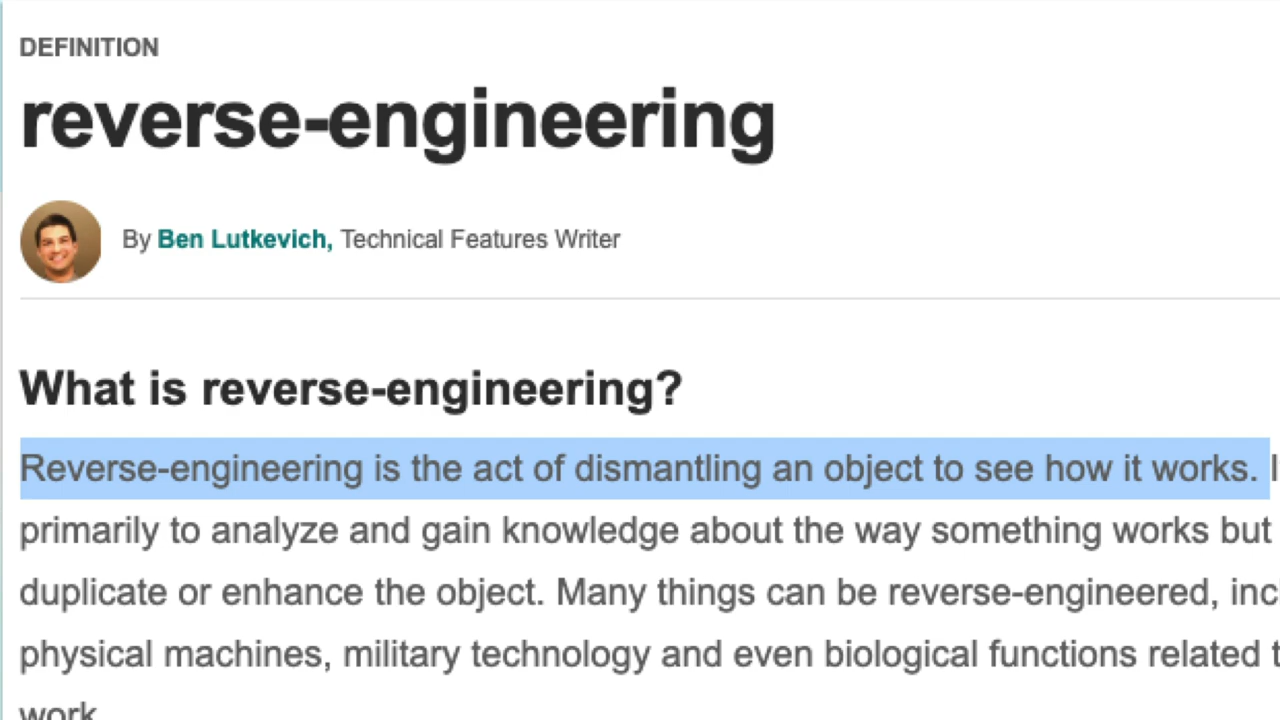 DEFINITION
reverse-engineering
By Ben Lutkevich, Technical Features Writer
What is reverse-engineering?
Reverse-engineering is the act of dismantling an object to see how it works.
primarily to analyze and gain knowledge about the way something works but
duplicate or enhance the object. Many things can be reverse-engineered,
physical machines, military technology and even biological functions related
work